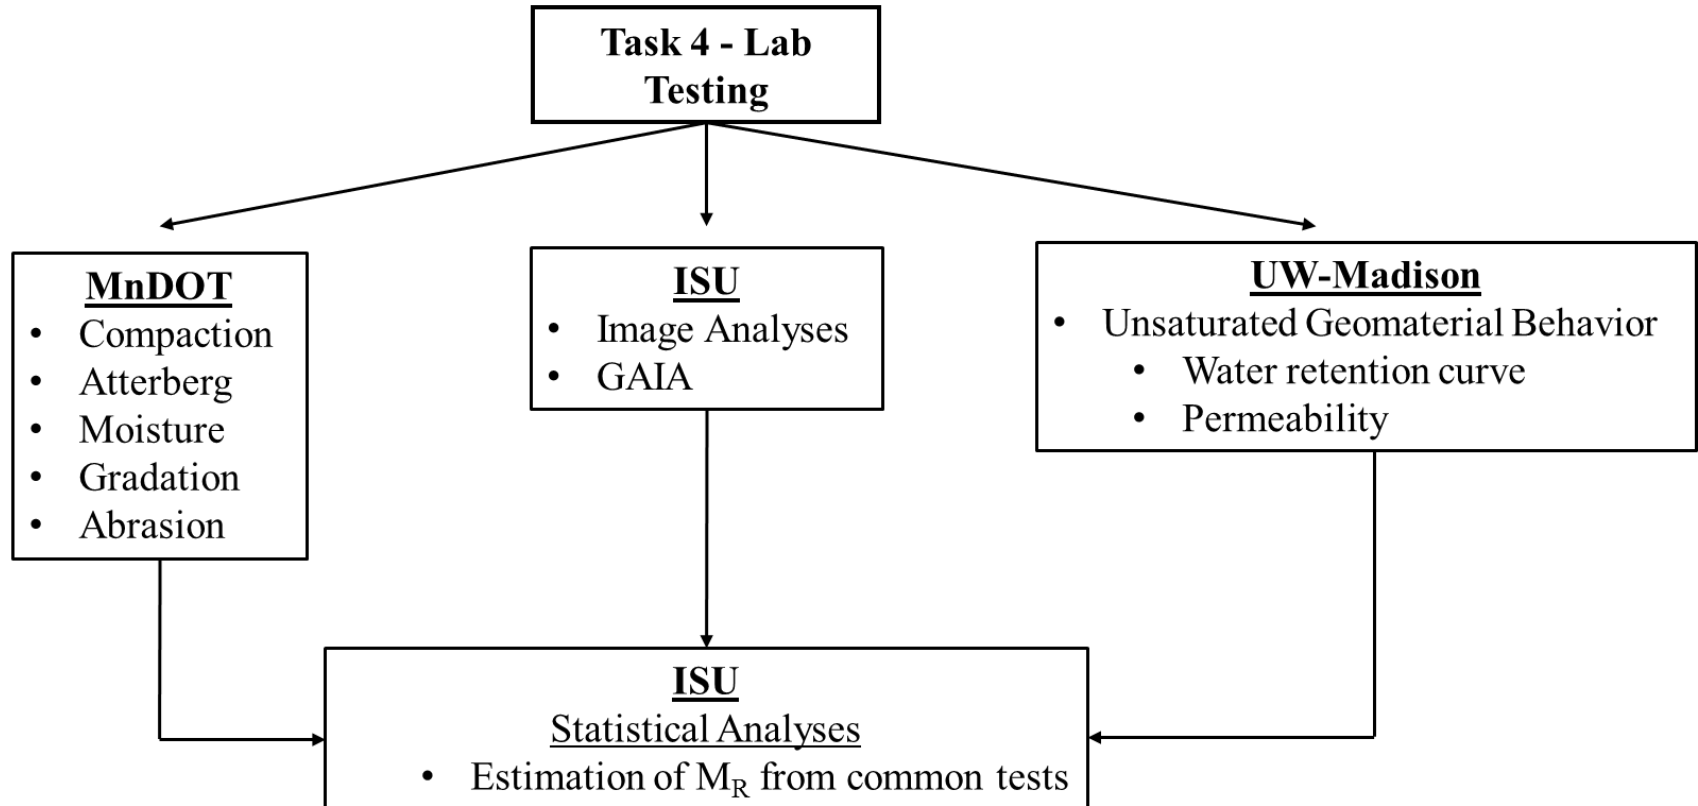 Task 4 - Lab
Testing
MnDOT
• Compaction
• Atterberg
• Moisture
• Gradation
• Abrasion
ISU
• Image Analyses
• GAIA
UW-Madison
• Unsaturated Geomaterial Behavior
• Water retention curve
• Permeability
ISU
Statistical Analyses
• Estimation of MR from common tests